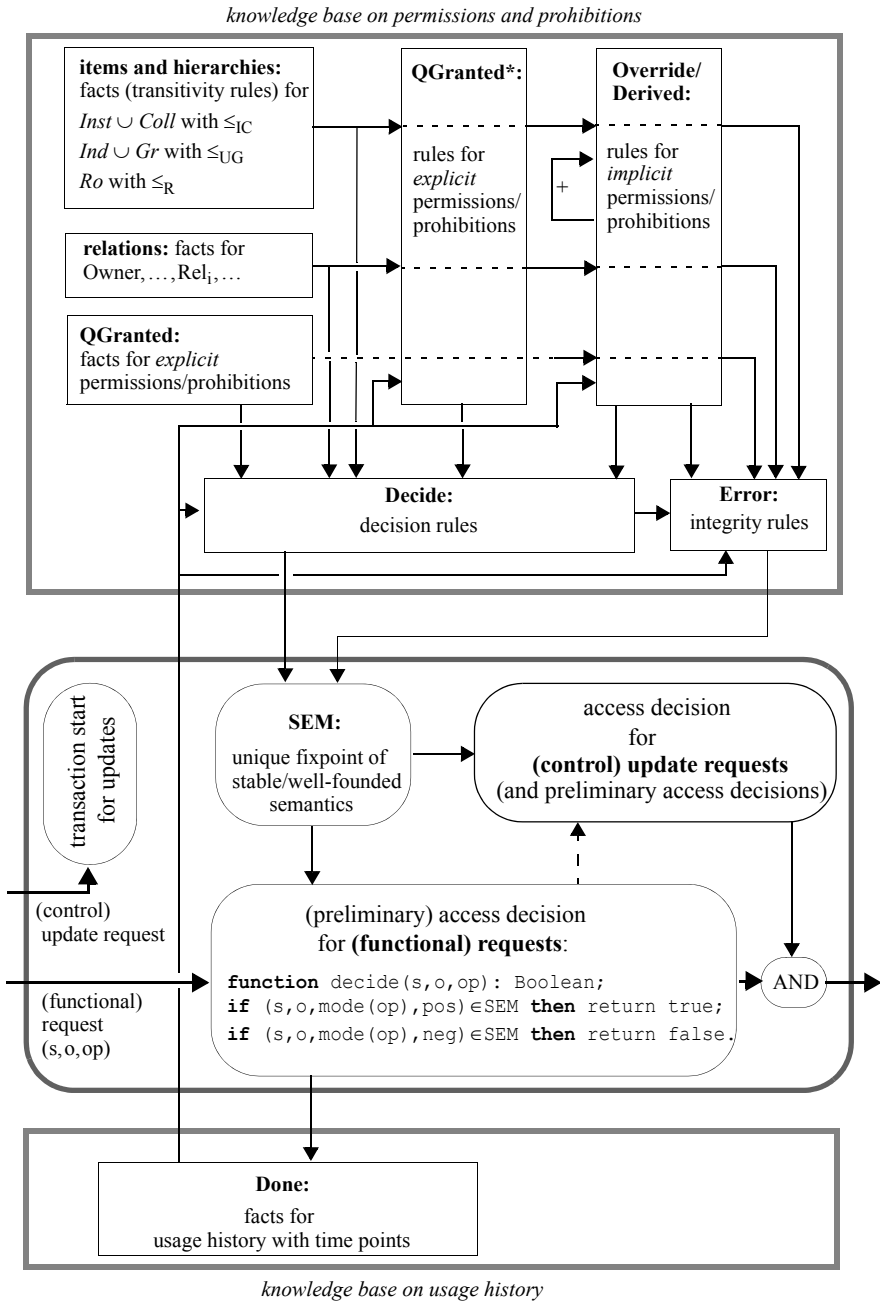 knowledge base on permissions and prohibitions
items and hierarchies:
facts (transitivity rules) for
Inst ∪ Coll with ≤IC
Ind ∪ Gr with ≤UG
Ro with ≤R
relations: facts for
Owner, …, Reli, …
QGranted:
facts for explicit
permissions/prohibitions
QGranted*:
rules for
explicit
permissions/
prohibitions
Override/
Derived:
+
rules for
implicit
permissions/
prohibitions
Decide:
decision rules
Error:
integrity rules
transaction start
for updates
SEM:
unique fixpoint of
stable/well-founded
semantics
access decision
for
(control) update requests
(and preliminary access decisions)
(control)
update request
(functional)
request
(s,o,op)
(preliminary) access decision
for (functional) requests:
function decide(s,o,op): Boolean;
if (s,o,mode(op),pos)∈SEM then return true;
if (s,o,mode(op),neg)∈SEM then return false.
AND
Done:
facts for
usage history with time points
knowledge base on usage history